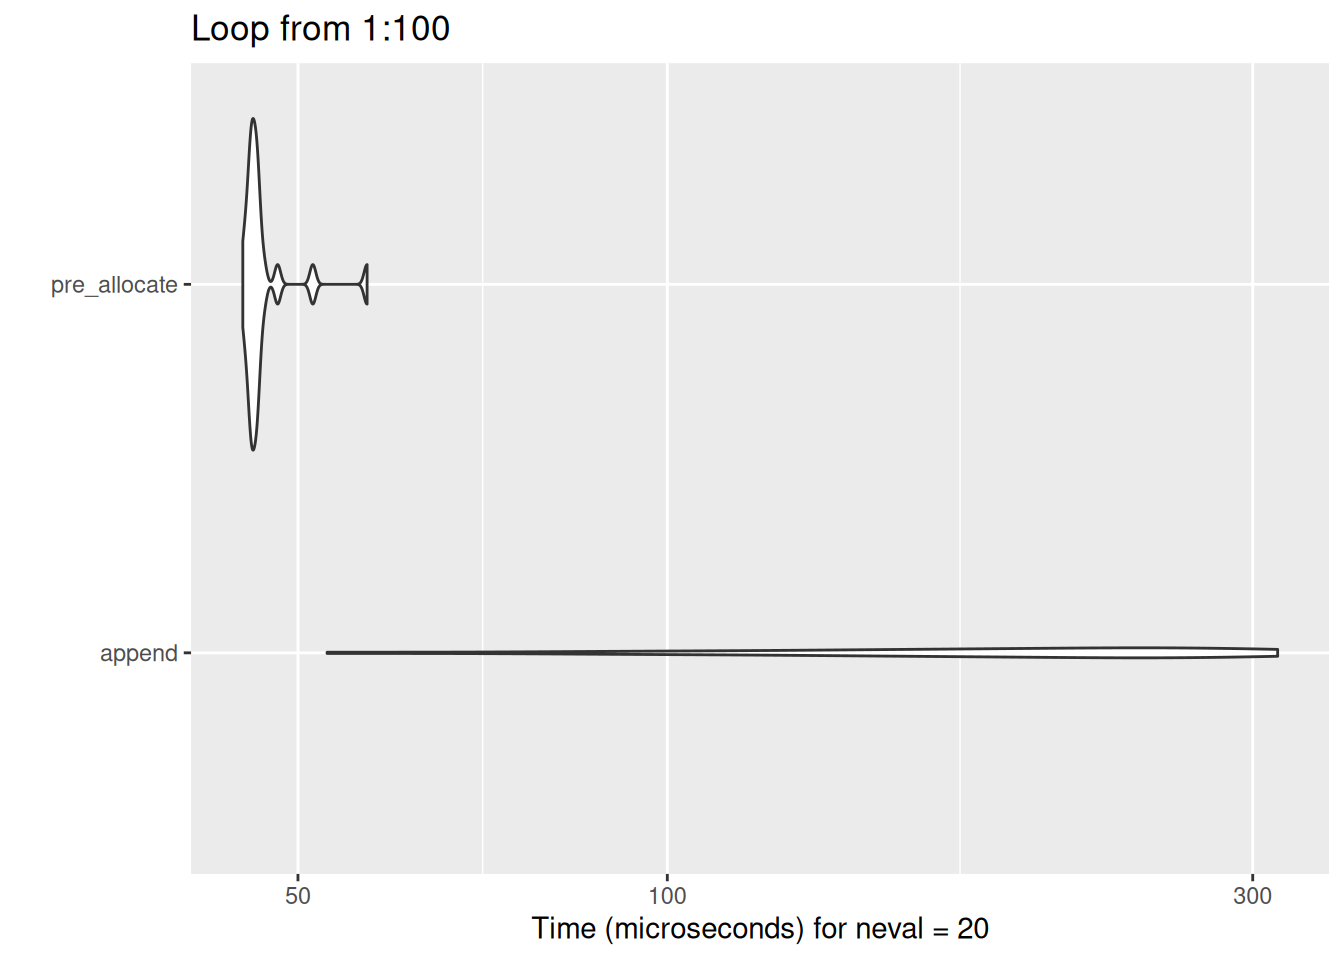 Loop from 1:100
pre_allocate
append
50 100 300
Time (microseconds) for neval = 20